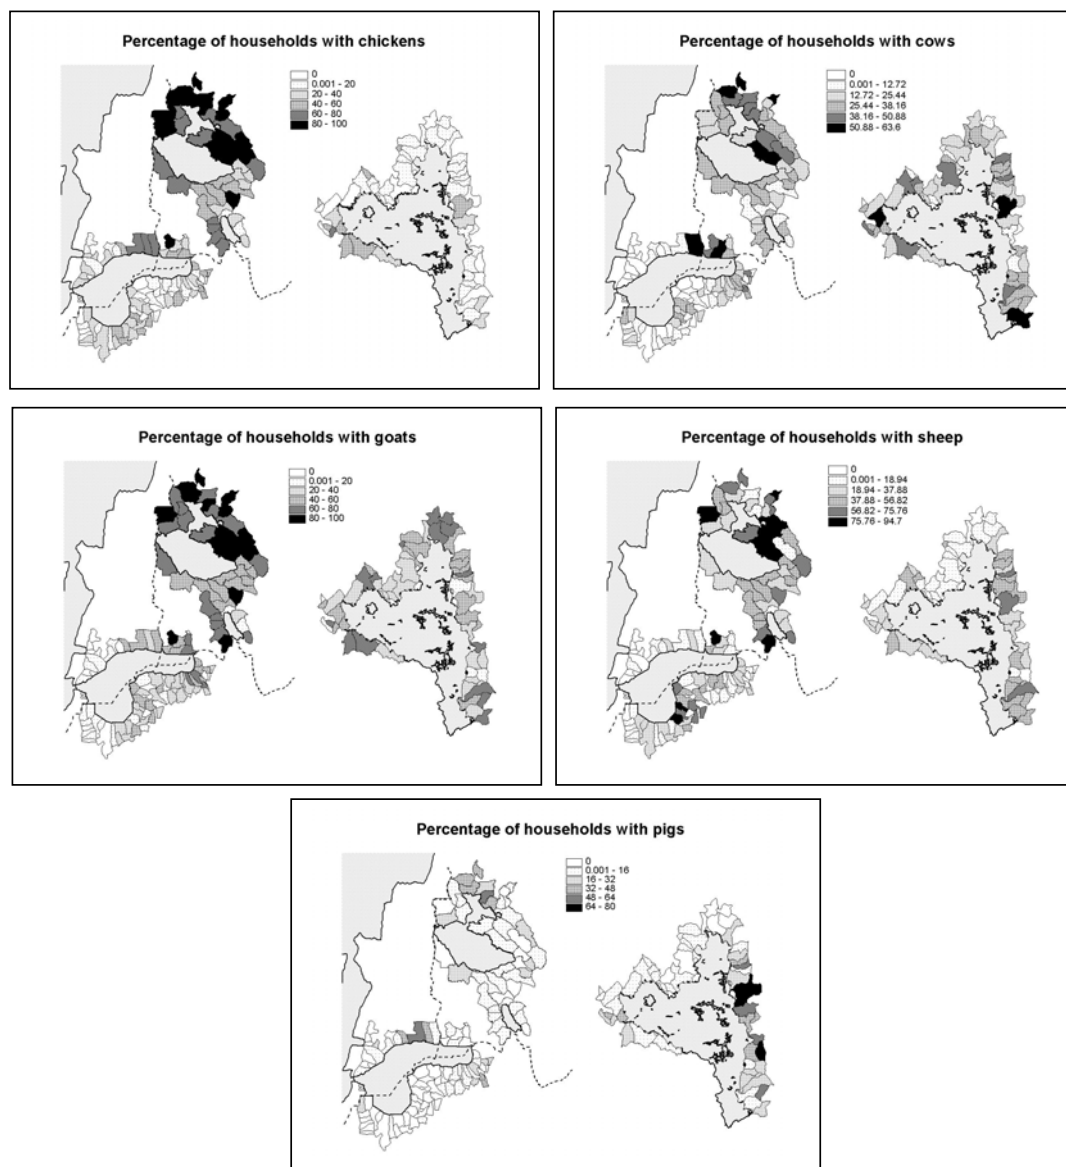 Percentage of households with chickens
0
0.001 - 20
20 - 40
40 - 60
60 - 80
80 - 100
Percentage of households with cows
0
0.001 - 12.72
12.72 - 25.44
25.44 - 38.16
38.16 - 50.88
50.88 - 63.6
Percentage of households with goats
0
0.001 - 20
20 - 40
40 - 60
60 - 80
80 - 100
Percentage of households with sheep
0
0.001 - 18.94
18.94 - 37.88
37.88 - 56.82
56.82 - 75.76
75.76 - 94.7
Percentage of households with pigs
0
0.001 - 16
16 - 32
32 - 48
48 - 64
64 - 80